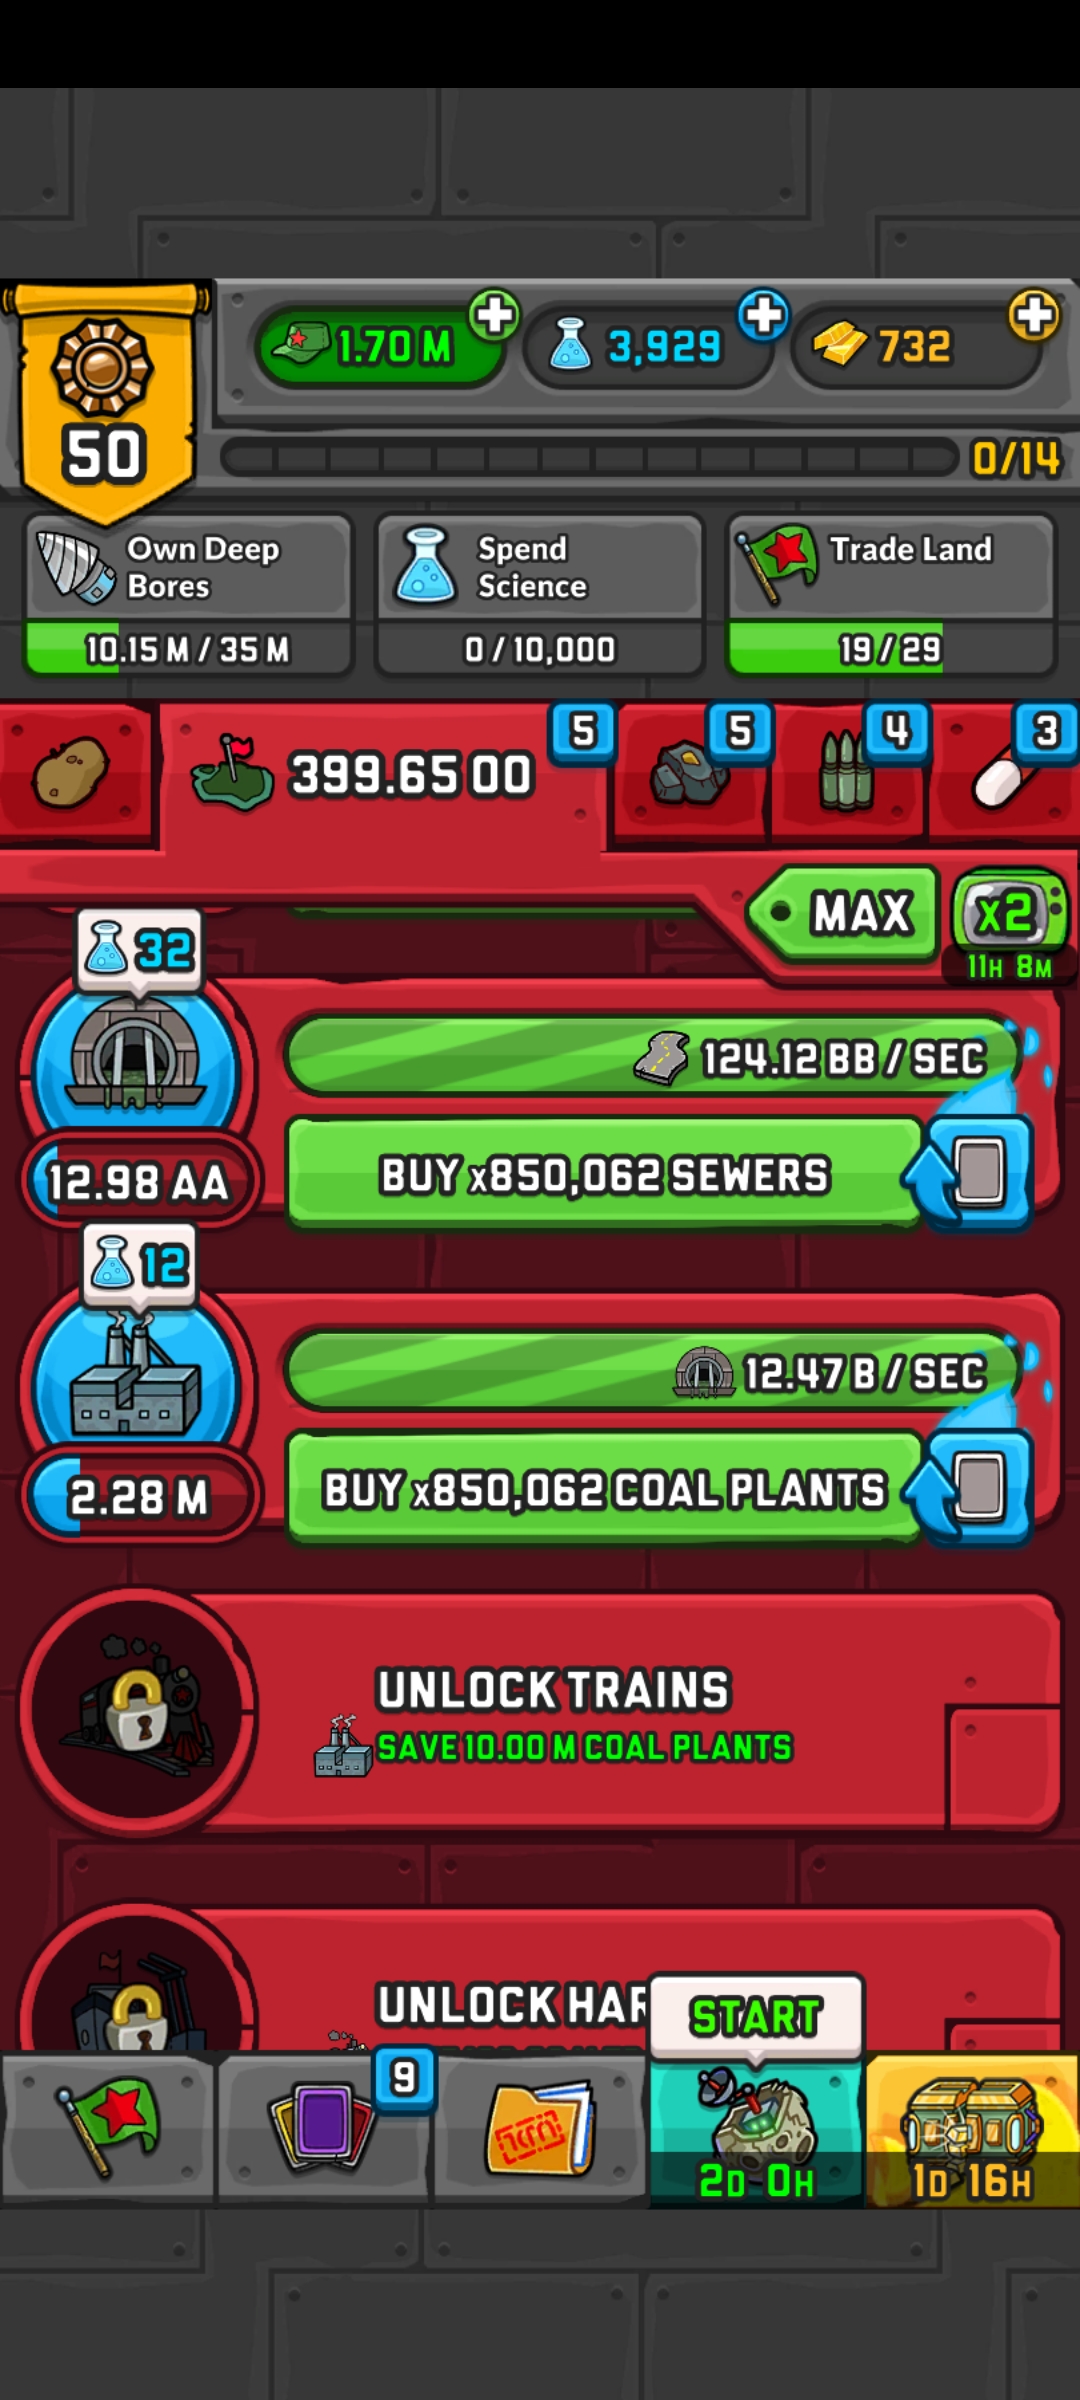 1.70 M
3,929
732
50
0/14
Own Deep
Bores
10.15 M / 35 M
Spend
Science
0 / 10,000
Trade Land
19 / 29
399.65 OO
5
5
4
3
MAX
x2
11H 8M
32
124.12 BB / SEC
12.98 AA
BUY x850,062 SEWERS
12
12.47 B / SEC
2.28 M
BUY x850,062 COAL PLANTS
UNLOCK TRAINS
SAVE 10.00 M COAL PLANTS
UNLOCK HAR
START
9
2D 0H
1D 16H